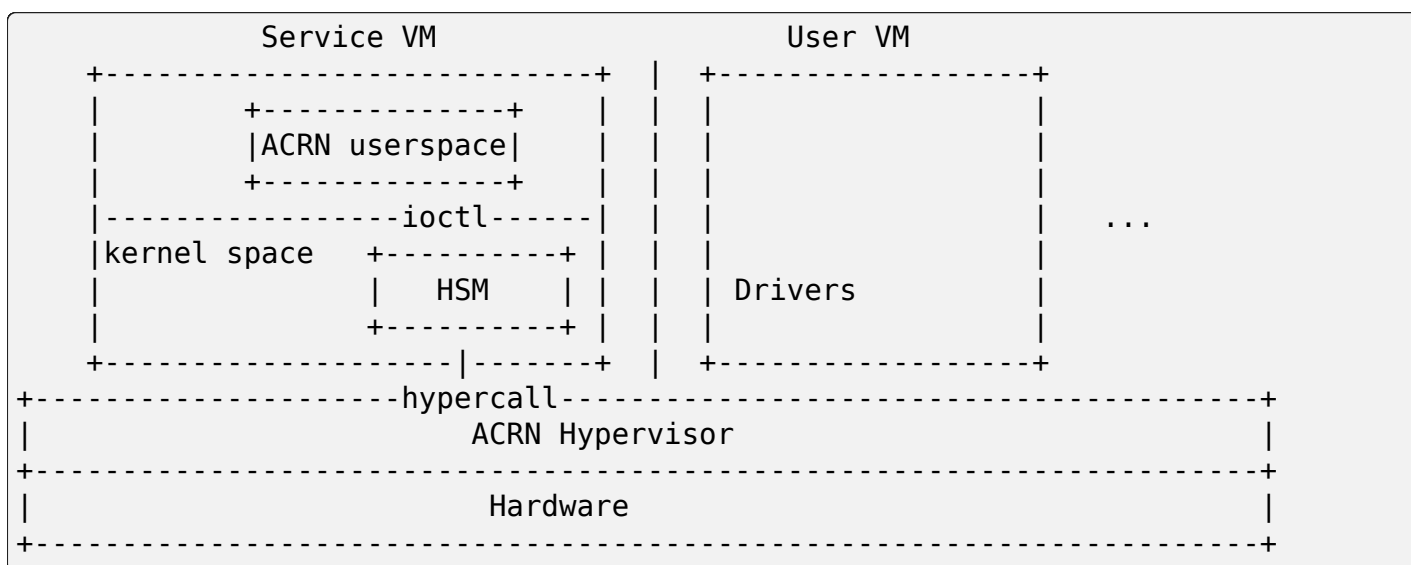 Service VM                    User VM
    +----------------------------+  |  +------------------+
    |        +--------------+    |  |  |                  |
    |        |ACRN userspace|    |  |  |                  |
    |        +--------------+    |  |  |                  |
    |-----------------ioctl------|  |  |                  |   ...
    |kernel space   +----------+ |  |  |                  |
    |               |   HSM    | |  |  | Drivers          |
    |               +----------+ |  |  |                  |
    +--------------------|-------+  |  +------------------+
+---------------------hypercall---------------------------------------+
|                         ACRN Hypervisor                             |
+---------------------------------------------------------------------+
|                          Hardware                                   |
+---------------------------------------------------------------------+